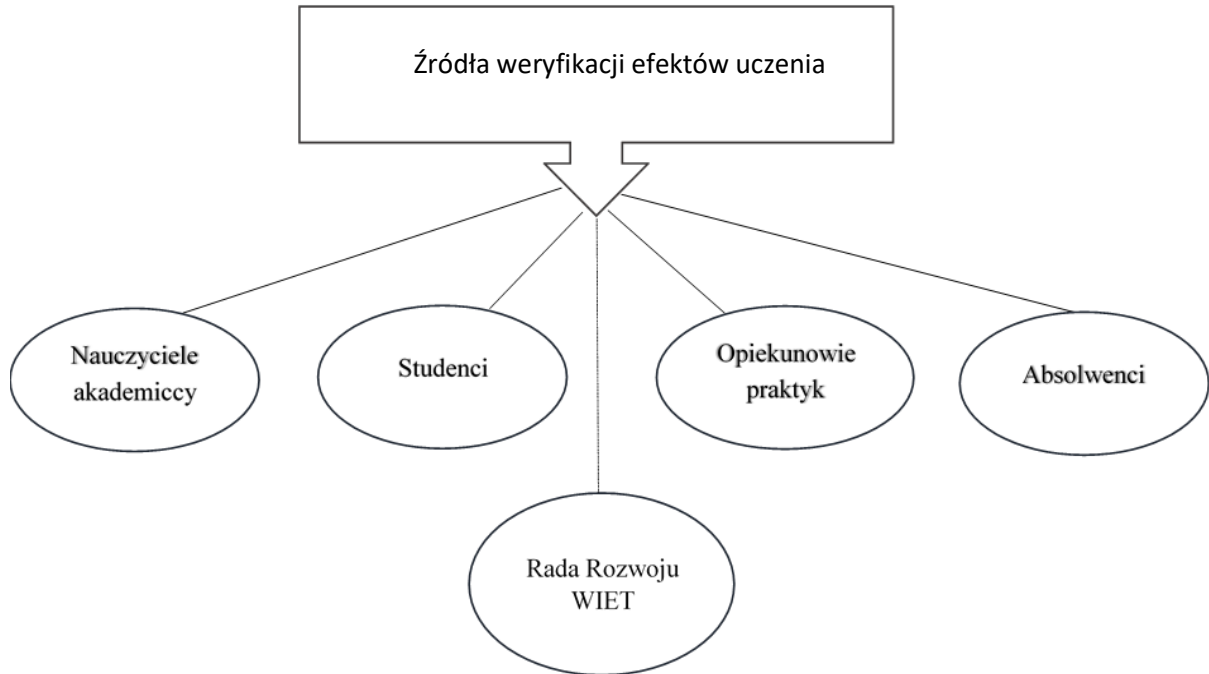 Źródła weryfikacji efektów uczenia
Nauczyciele
akademiccy
Studenci
Opiekunowie
praktyk
Absolwenci
Rada Rozwoju
WIET